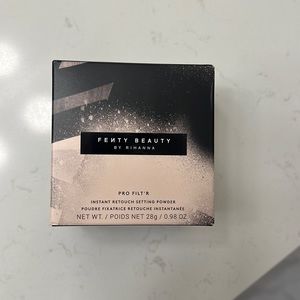 FEИTY BEAUTY
BY RIHANNA
PRO FILT'R
INSTANT RETOUCH SETTING POWDER
POUDRE FIXATRICE RETOUCHE INSTANTANÉE
NET WT. / POIDS NET 28g / 0.98 OZ.